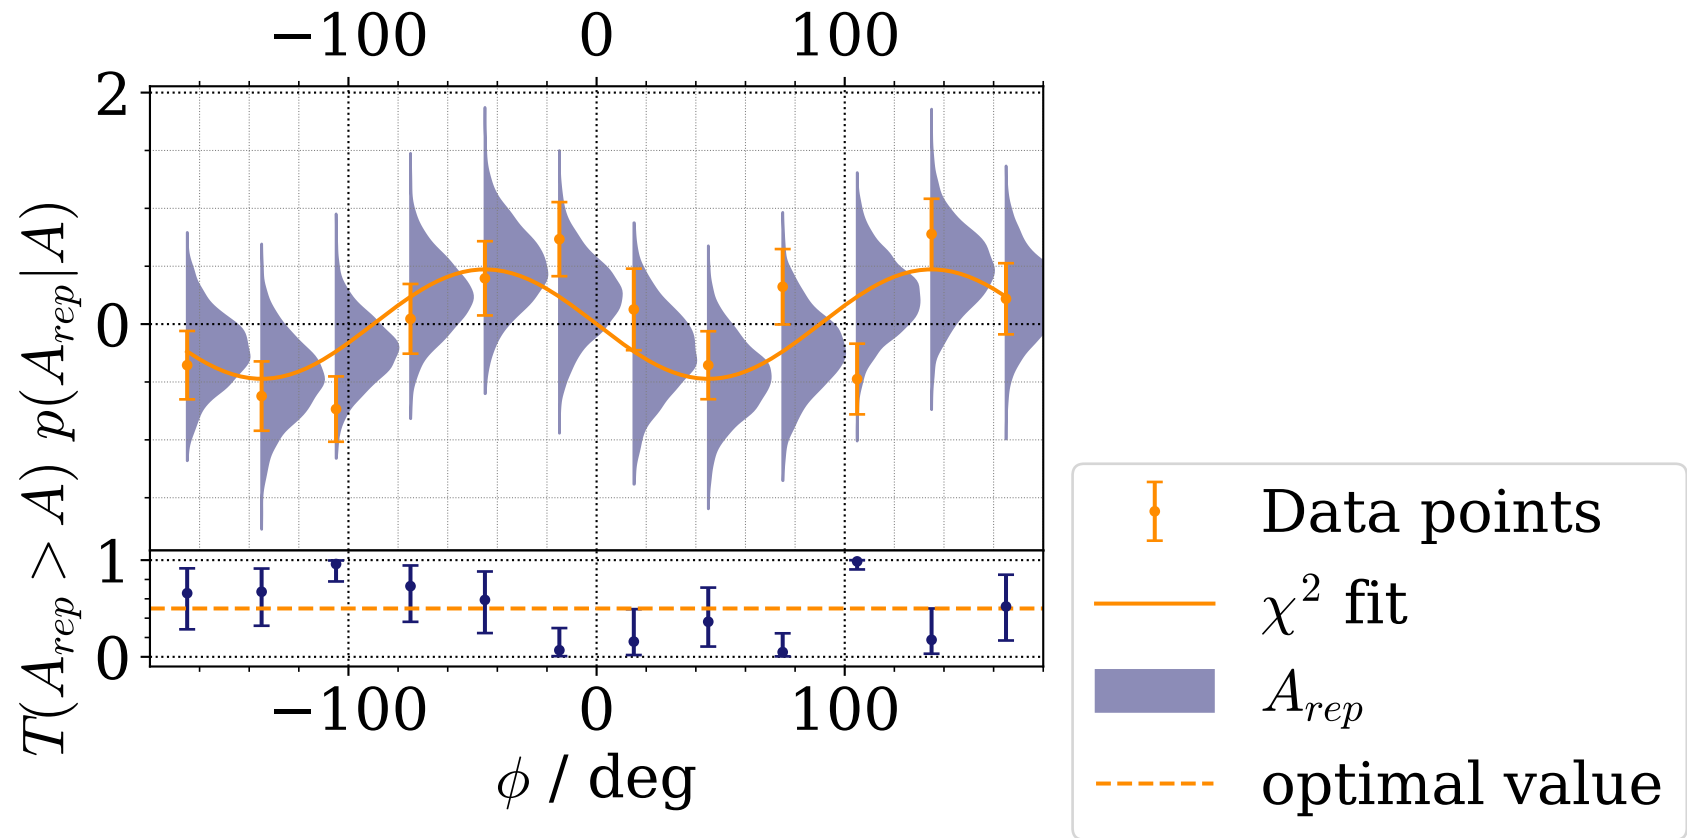 −100 0 100
2
0
p(A_rep|A)
1
0
T(A_rep > A)
−100 0 100
ϕ / deg
Data points
χ² fit
A_rep
optimal value